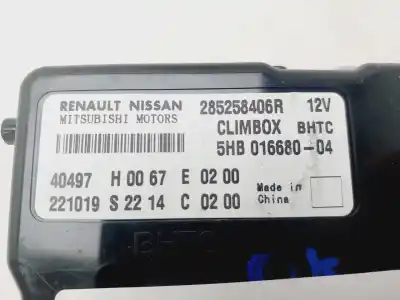 RENAULT NISSAN 285258406R 12V
MITSUBISHI MOTORS CLIMBOX BHTC
5HB 016680-04
40497 H 00 67 E 02 00
221019 S 22 14 C 02 00
Made in
China
BHTC